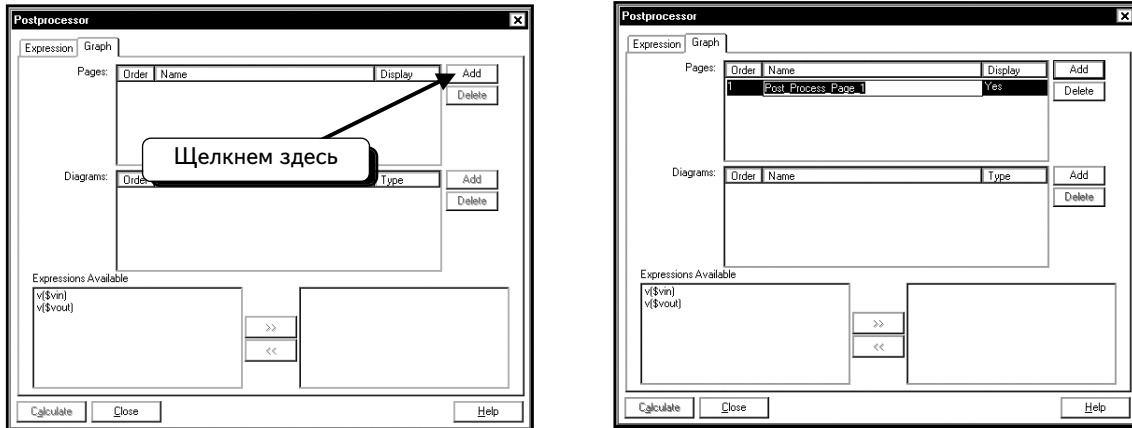 Postprocessor
Expression Graph
Pages: Order Name Display Add
Delete
Щелкнем здесь
Diagrams: Type Add
Delete
Expressions Available
v($vin)
v($vout)
>>
<<
Calculate Close Help
Postprocessor
Expression Graph
Pages: Order Name Display Add
1 Post_Process_Page_1 Yes Delete
Diagrams: Order Name Type Add
Delete
Expressions Available
v($vin)
v($vout)
>>
<<
Calculate Close Help